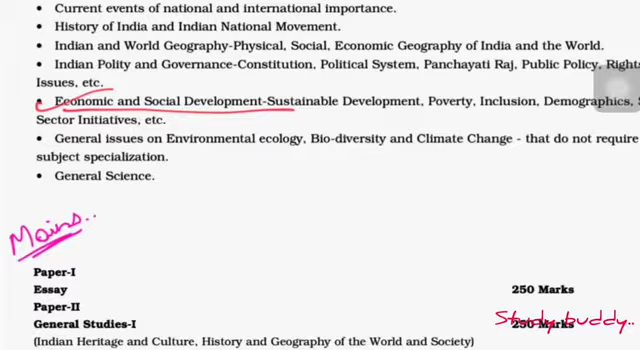 • Current events of national and international importance.
• History of India and Indian National Movement.
• Indian and World Geography-Physical, Social, Economic Geography of India and the World.
• Indian Polity and Governance-Constitution, Political System, Panchayati Raj, Public Policy, Rights
Issues, etc.
• Economic and Social Development-Sustainable Development, Poverty, Inclusion, Demographics, S
Sector Initiatives, etc.
• General issues on Environmental ecology, Bio-diversity and Climate Change - that do not require
subject specialization.
• General Science.
Mains..
Paper-I
Essay 250 Marks
Paper-II
Study buddy..
General Studies-I 250 Marks
(Indian Heritage and Culture, History and Geography of the World and Society)